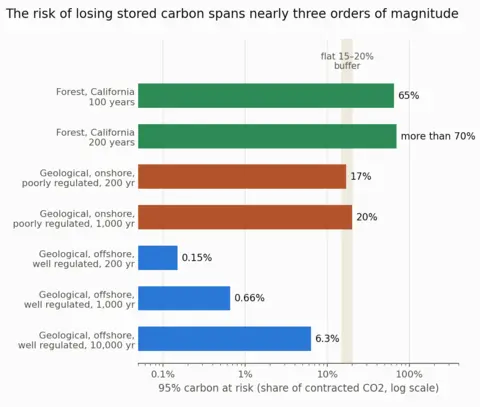 The risk of losing stored carbon spans nearly three orders of magnitude
flat 15–20%
buffer
Forest, California
100 years
65%
Forest, California
200 years
more than 70%
Geological, onshore,
poorly regulated, 200 yr
17%
Geological, onshore,
poorly regulated, 1,000 yr
20%
Geological, offshore,
well regulated, 200 yr
0.15%
Geological, offshore,
well regulated, 1,000 yr
0.66%
Geological, offshore,
well regulated, 10,000 yr
6.3%
0.1% 1% 10% 100%
95% carbon at risk (share of contracted CO2, log scale)